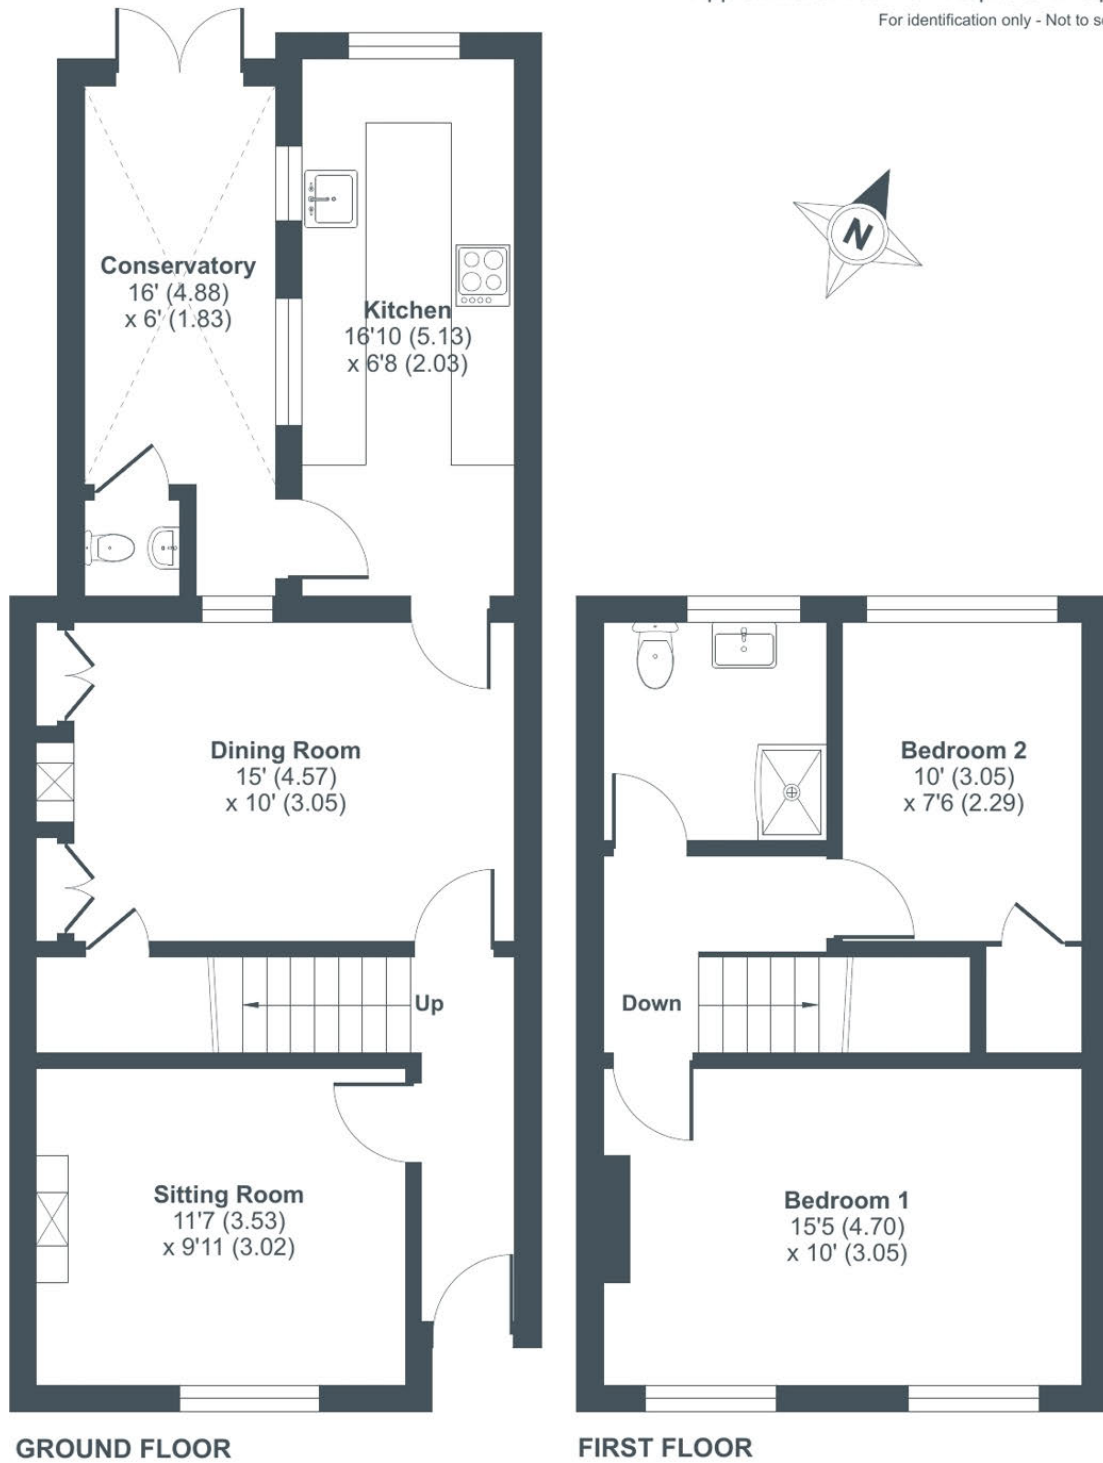 For identification only - Not to
N
Conservatory
16' (4.88)
x 6' (1.83)
Kitchen
16'10 (5.13)
x 6'8 (2.03)
Dining Room
15' (4.57)
x 10' (3.05)
Up
Sitting Room
11'7 (3.53)
x 9'11 (3.02)
GROUND FLOOR
Bedroom 2
10' (3.05)
x 7'6 (2.29)
Down
Bedroom 1
15'5 (4.70)
x 10' (3.05)
FIRST FLOOR